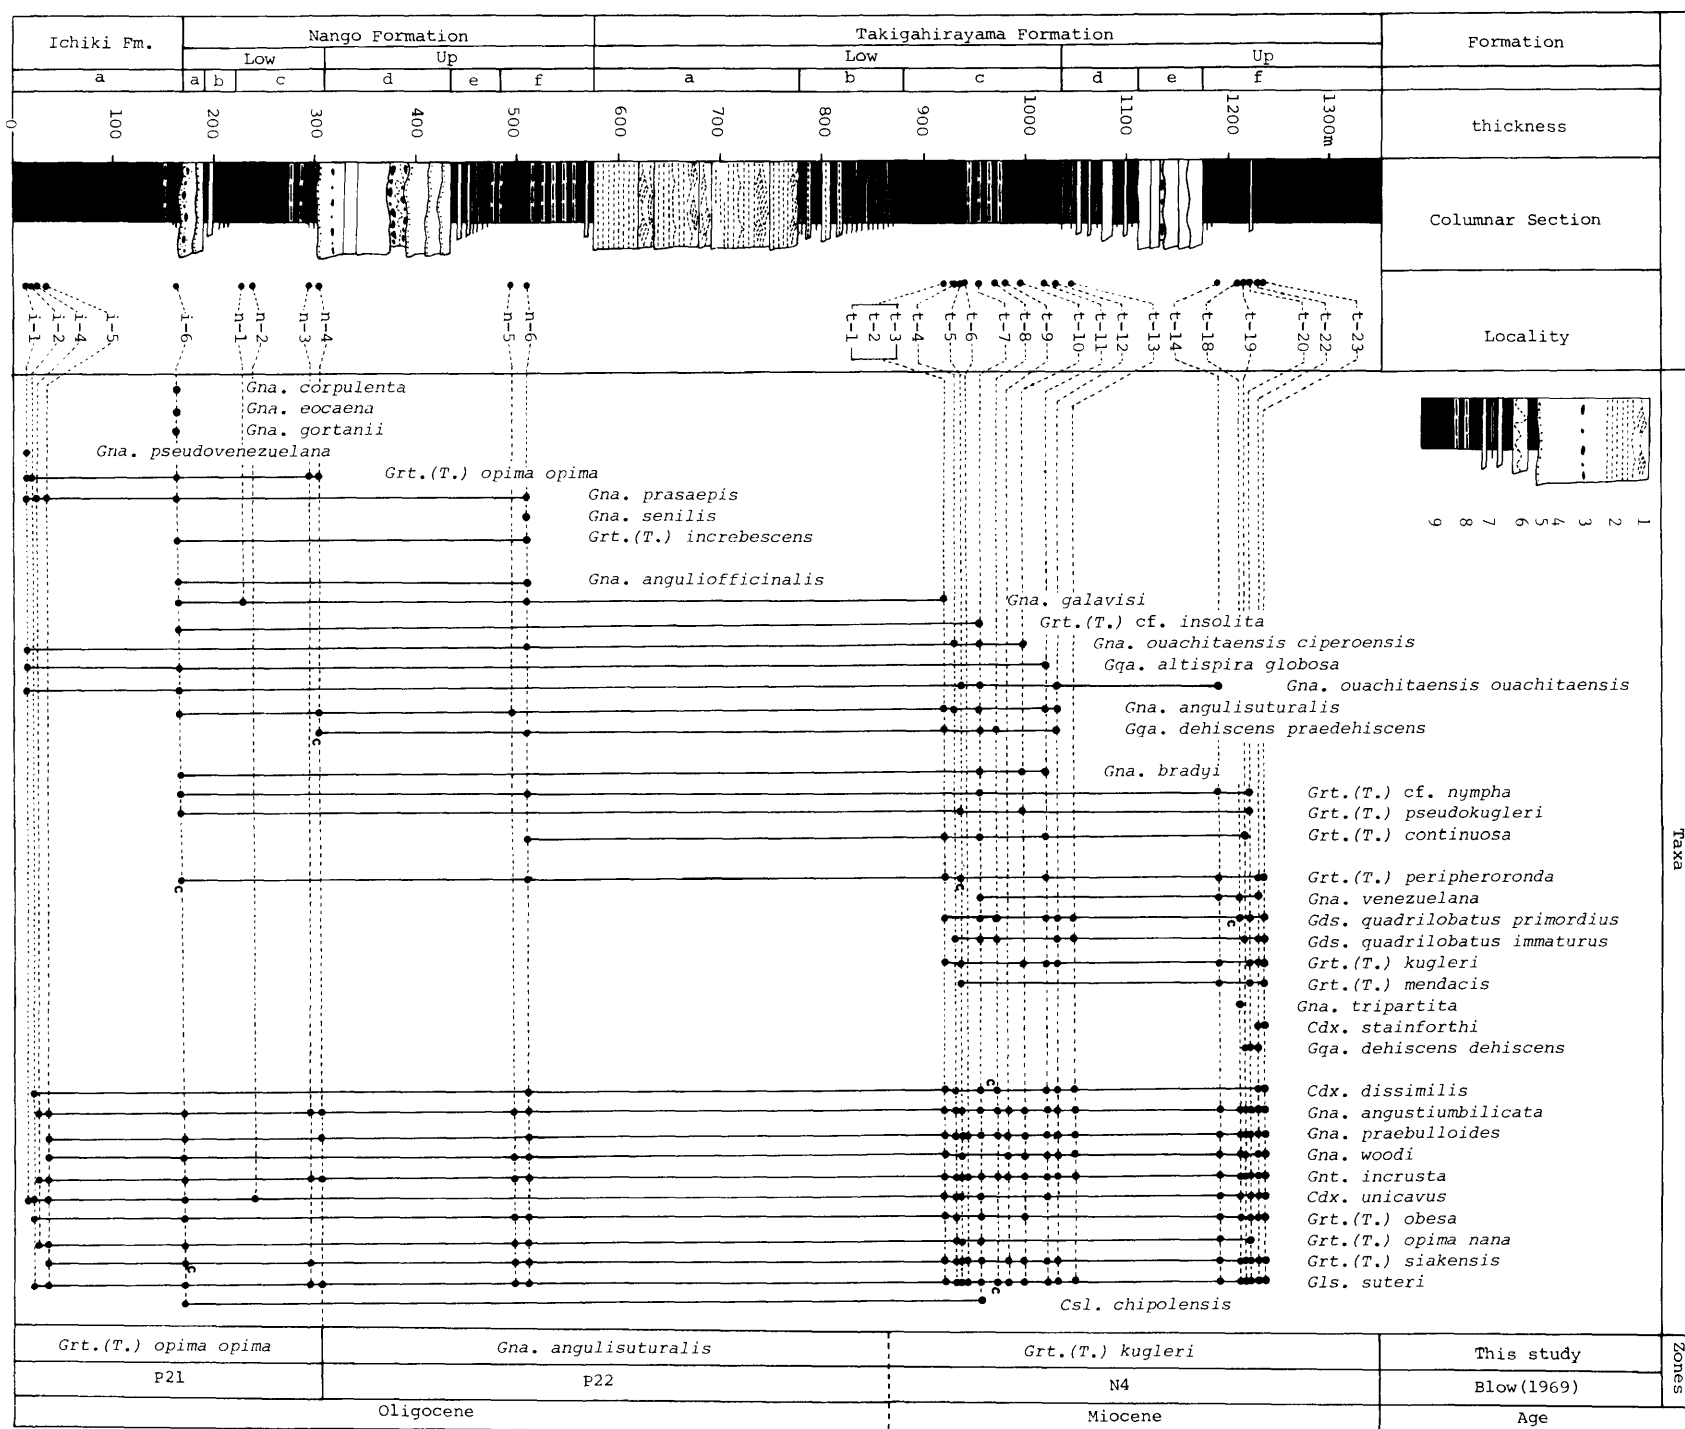 Ichiki Fm.
Nango Formation
Takigahirayama Formation
Formation
Low
Up
Low
Up
a
a
b
c
d
e
f
a
b
c
d
e
f
0
100
200
300
400
500
600
700
800
900
1000
1100
1200
1300m
thickness
Columnar Section
i-1
i-2
i-4
i-5
i-6
n-1
n-2
n-3
n-4
n-5
n-6
t-1
t-2
t-3
t-4
t-5
t-6
t-7
t-8
t-9
t-10
t-11
t-12
t-13
t-14
t-18
t-19
t-20
t-22
t-23
Locality
Gna. corpulenta
Gna. eocaena
Gna. gortanii
Gna. pseudovenezuelana
Grt.(T.) opima opima
Gna. prasaepis
Gna. senilis
Grt.(T.) increbescens
Gna. anguliofficinalis
Gna. galavisi
Grt.(T.) cf. insolita
Gna. ouachitaensis ciperoensis
Gqa. altispira globosa
Gna. ouachitaensis ouachitaensis
Gna. angulisuturalis
c
Gqa. dehiscens praedehiscens
Gna. bradyi
Grt.(T.) cf. nympha
Grt.(T.) pseudokugleri
Grt.(T.) continuosa
c
c
Grt.(T.) peripheroronda
Gna. venezuelana
c
Gds. quadrilobatus primordius
Gds. quadrilobatus immaturus
Grt.(T.) kugleri
Grt.(T.) mendacis
Gna. tripartita
Cdx. stainforthi
Gqa. dehiscens dehiscens
c
Cdx. dissimilis
Gna. angustiumbilicata
Gna. praebulloides
Gna. woodi
Gnt. incrusta
Cdx. unicavus
Grt.(T.) obesa
Grt.(T.) opima nana
c
Grt.(T.) siakensis
c
Gls. suteri
Csl. chipolensis
9 8 7 6 5 4 3 2 1
Taxa
Grt.(T.) opima opima
Gna. angulisuturalis
Grt.(T.) kugleri
This study
Zones
P21
P22
N4
Blow(1969)
Oligocene
Miocene
Age